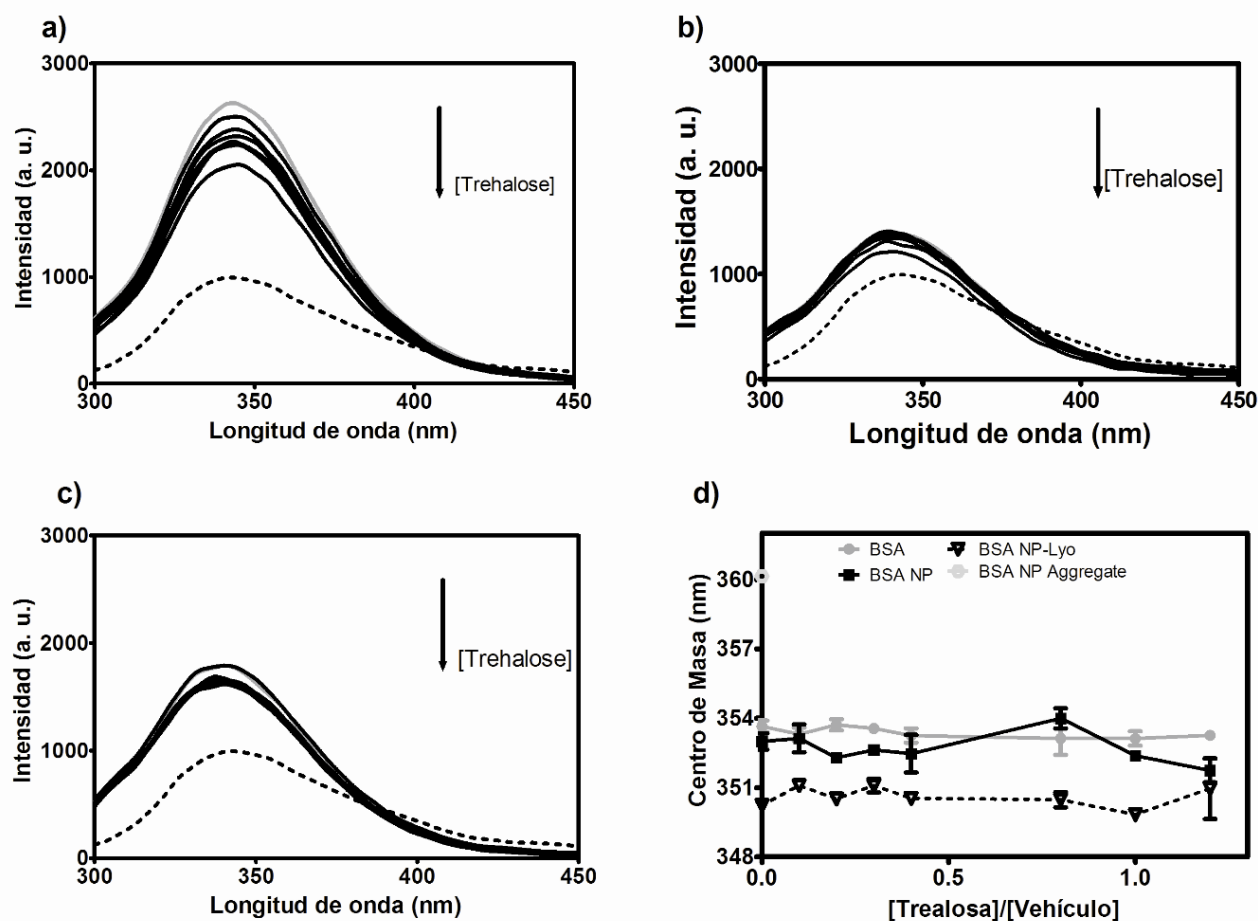 a)
3000
2000
1000
0
300
350
400
450
Intensidad (a. u.)
Longitud de onda (nm)
[Trehalose]
b)
3000
2000
1000
0
300
350
400
450
Intensidad (a. u.)
Longitud de onda (nm)
[Trehalose]
c)
3000
2000
1000
0
300
350
400
450
Intensidad (a. u.)
Longitud de onda (nm)
[Trehalose]
d)
BSA
BSA NP
BSA NP-Lyo
BSA NP Aggregate
360
357
354
351
348
0.0
0.5
1.0
Centro de Masa (nm)
[Trealosa]/[Vehículo]